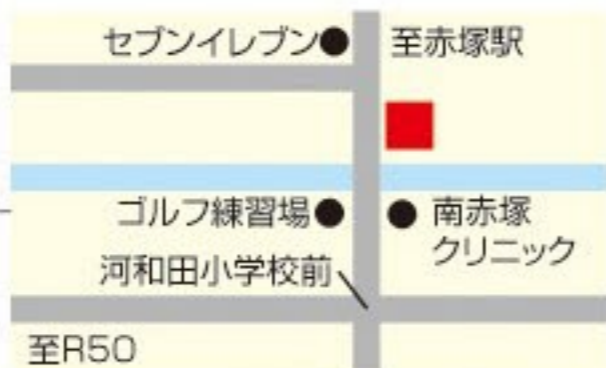 セブンイレブン
至赤塚駅
ゴルフ練習場
南赤塚
クリニック
河和田小学校前
至R50